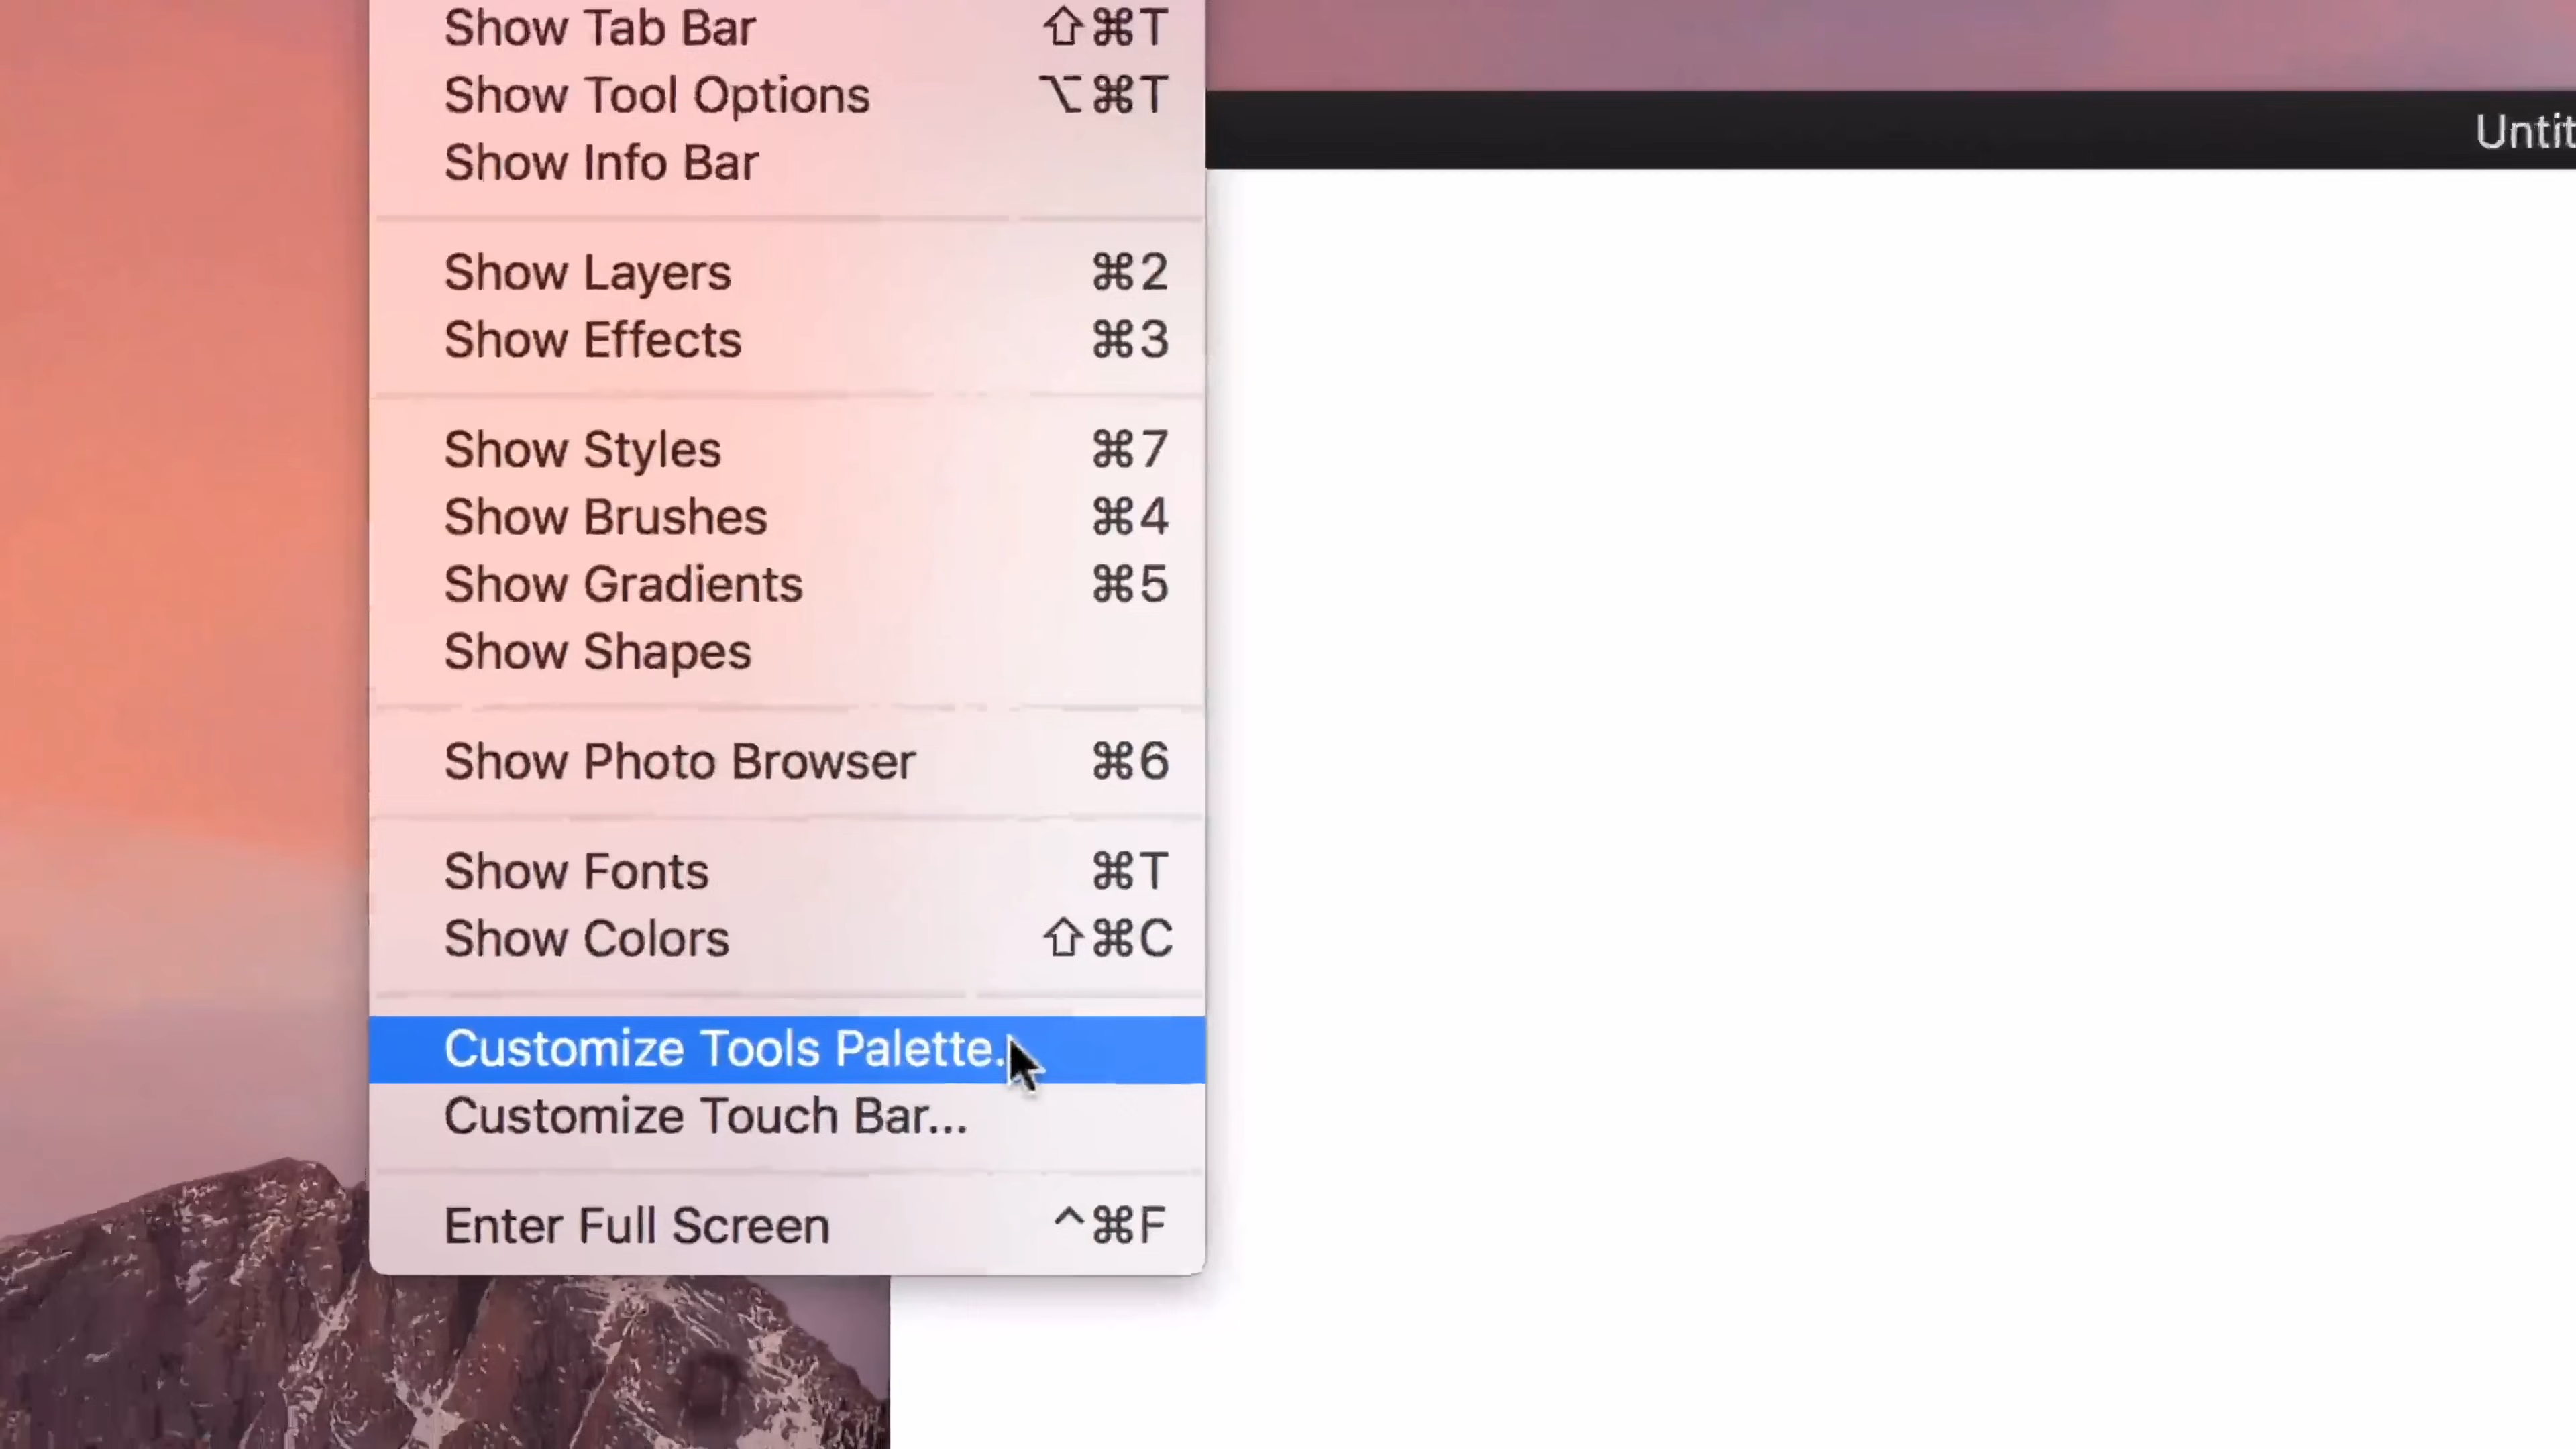 Show Tab Bar ⇧⌘T
Show Tool Options ⌥⌘T
Untit
Show Info Bar
Show Layers ⌘2
Show Effects ⌘3
Show Styles ⌘7
Show Brushes ⌘4
Show Gradients ⌘5
Show Shapes
Show Photo Browser ⌘6
Show Fonts ⌘T
Show Colors ⇧⌘C
Customize Tools Palette.
Customize Touch Bar...
Enter Full Screen ^⌘F